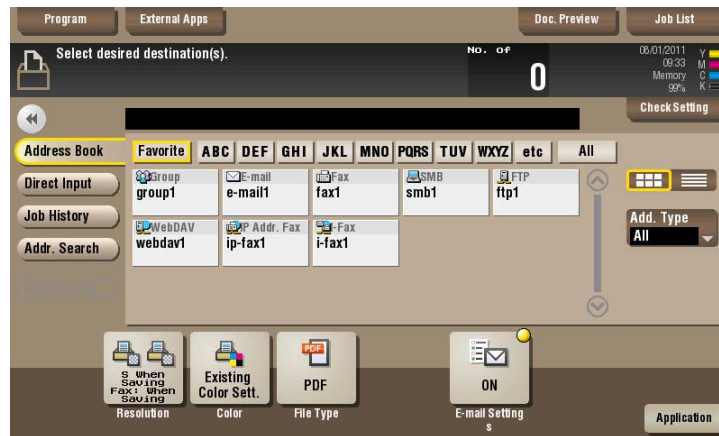 Program
External Apps
Doc. Preview
Job List
Select desired destination(s).
No. of
0
08/01/2011
09:33
Memory
99%
Y
M
C
K
Check Setting
Address Book
Favorite ABC DEF GHI JKL MNO PQRS TUV WXYZ etc All
Direct Input
Job History
Addr. Search
Group
group1
E-mail
e-mail1
Fax
fax1
SMB
smb1
FTP
ftp1
WebDAV
webdav1
IP Addr. Fax
ip-fax1
I-Fax
i-fax1
Add. Type
All
S When
Saving
Fax: When
Saving
Resolution
Existing
Color Sett.
Color
PDF
PDF
File Type
ON
E-mail Setting
s
Application